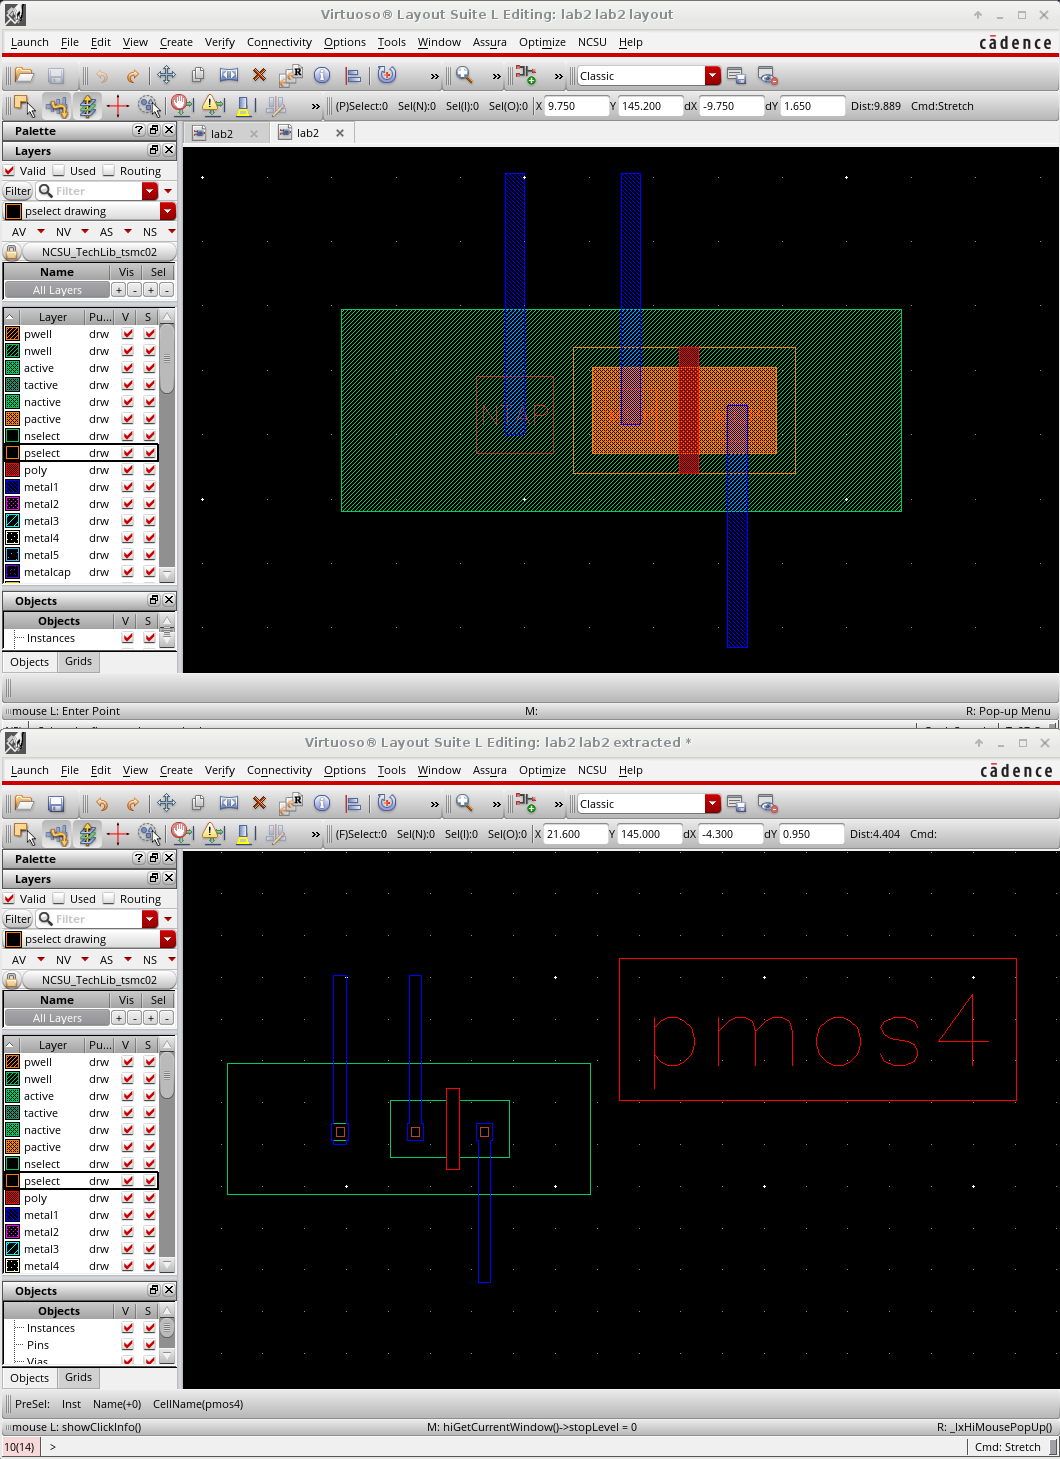 Virtuoso® Layout Suite L Editing: lab2 lab2 layout
Launch File Edit View Create Verify Connectivity Options Tools Window Assura Optimize NCSU Help cādence
» » » Classic
» (P)Select:0 Sel(N):0 Sel(I):0 Sel(O):0 X 9.750 Y 145.200 dX -9.750 dY 1.650 Dist:9.889 Cmd:Stretch
Palette ?
lab2 lab2
Layers
Valid Used Routing
Filter Filter
pselect drawing
AV NV AS NS
NCSU_TechLib_tsmc02
Name Vis Sel
All Layers + - + -
Layer Pu... V S
pwell drw
nwell drw
active drw
tactive drw
nactive drw
pactive drw
nselect drw
pselect drw
poly drw
metal1 drw
metal2 drw
metal3 drw
metal4 drw
metal5 drw
metalcap drw
Objects
Objects V S
Instances
Objects Grids
mouse L: Enter Point M: R: Pop-up Menu
Virtuoso® Layout Suite L Editing: lab2 lab2 extracted *
Launch File Edit View Create Verify Connectivity Options Tools Window Assura Optimize NCSU Help cādence
» » » Classic
» (F)Select:0 Sel(N):0 Sel(I):0 Sel(O):0 X 21.600 Y 145.000 dX -4.300 dY 0.950 Dist:4.404 Cmd:
Palette ?
Layers
Valid Used Routing
Filter Filter
pselect drawing
AV NV AS NS
NCSU_TechLib_tsmc02
Name Vis Sel
All Layers + - + -
Layer Pu... V S
pwell drw
nwell drw
active drw
tactive drw
nactive drw
pactive drw
nselect drw
pselect drw
poly drw
metal1 drw
metal2 drw
metal3 drw
metal4 drw
pmos4
Objects
Objects V S
Instances
Pins
Vias
Objects Grids
PreSel: Inst Name(+0) CellName(pmos4)
mouse L: showClickInfo() M: hiGetCurrentWindow()->stopLevel = 0 R: _lxHiMousePopUp()
10(14) > Cmd: Stretch